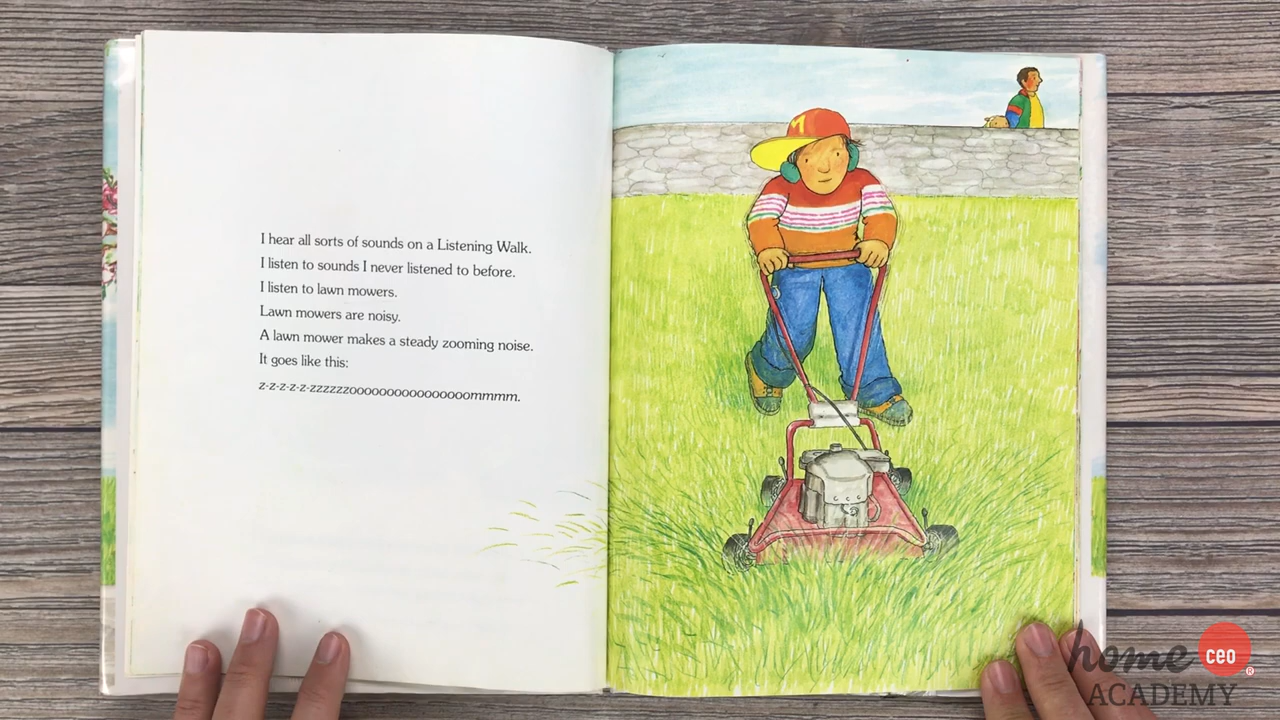 I hear all sorts of sounds on a Listening Walk.
I listen to sounds I never listened to before.
I listen to lawn mowers.
Lawn mowers are noisy.
A lawn mower makes a steady zooming noise.
It goes like this:
z-z-z-z-z-zzzzzzoooooooooooooooommmm.
M
home ceo®
ACADEMY